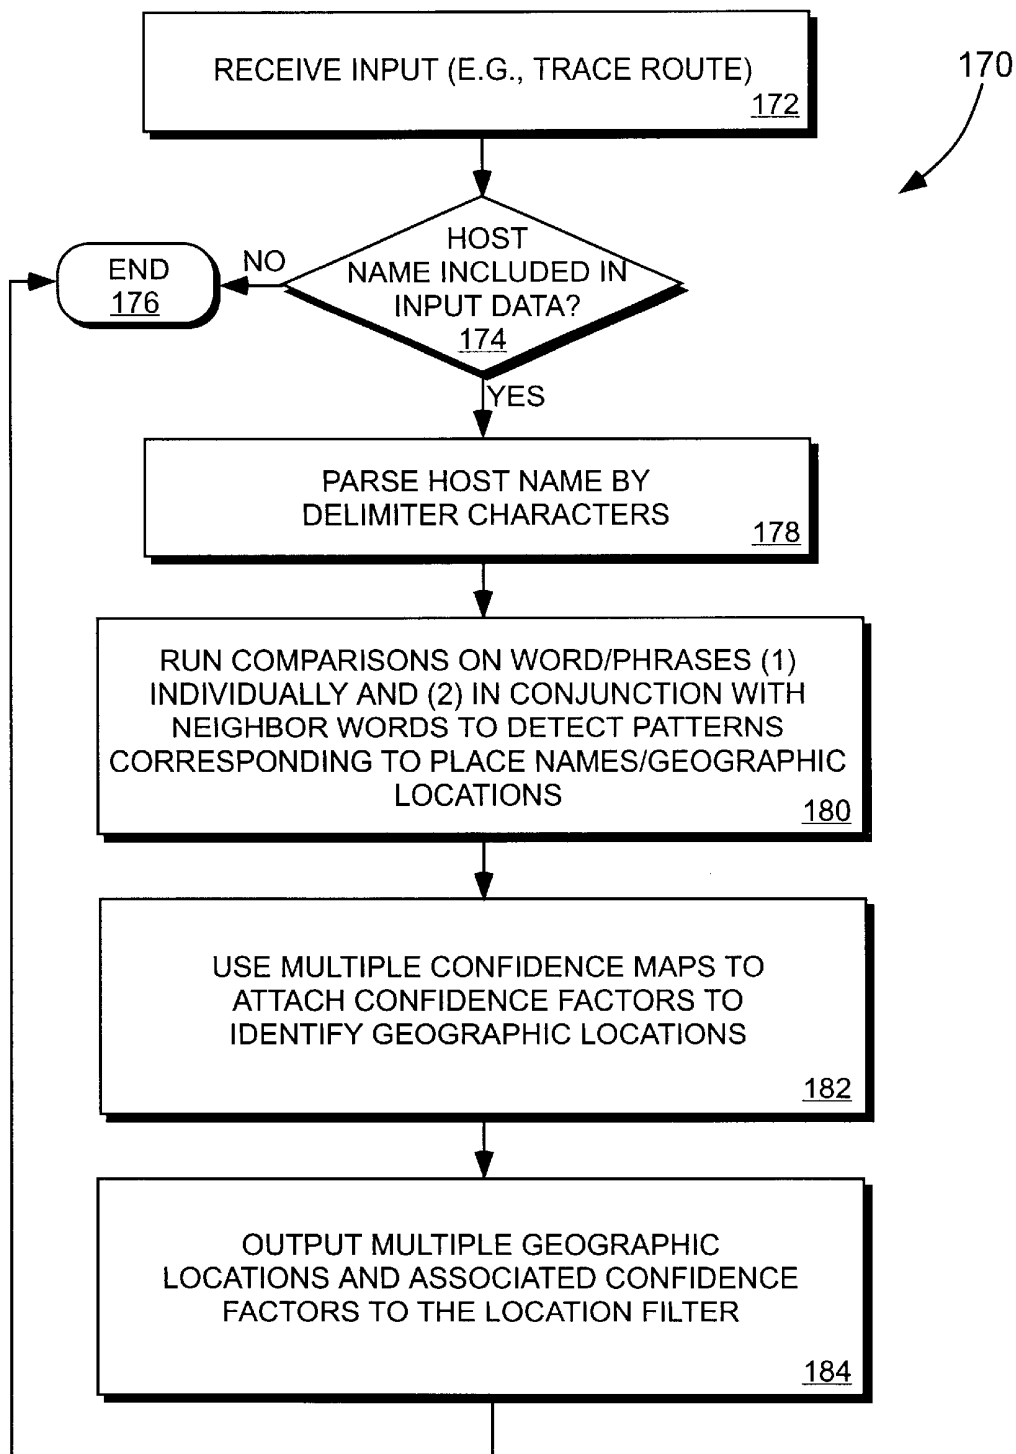 RECEIVE INPUT (E.G., TRACE ROUTE)
172
170
HOST
NAME INCLUDED IN
INPUT DATA?
174
NO
END
176
YES
PARSE HOST NAME BY
DELIMITER CHARACTERS
178
RUN COMPARISONS ON WORD/PHRASES (1)
INDIVIDUALLY AND (2) IN CONJUNCTION WITH
NEIGHBOR WORDS TO DETECT PATTERNS
CORRESPONDING TO PLACE NAMES/GEOGRAPHIC
LOCATIONS
180
USE MULTIPLE CONFIDENCE MAPS TO
ATTACH CONFIDENCE FACTORS TO
IDENTIFY GEOGRAPHIC LOCATIONS
182
OUTPUT MULTIPLE GEOGRAPHIC
LOCATIONS AND ASSOCIATED CONFIDENCE
FACTORS TO THE LOCATION FILTER
184